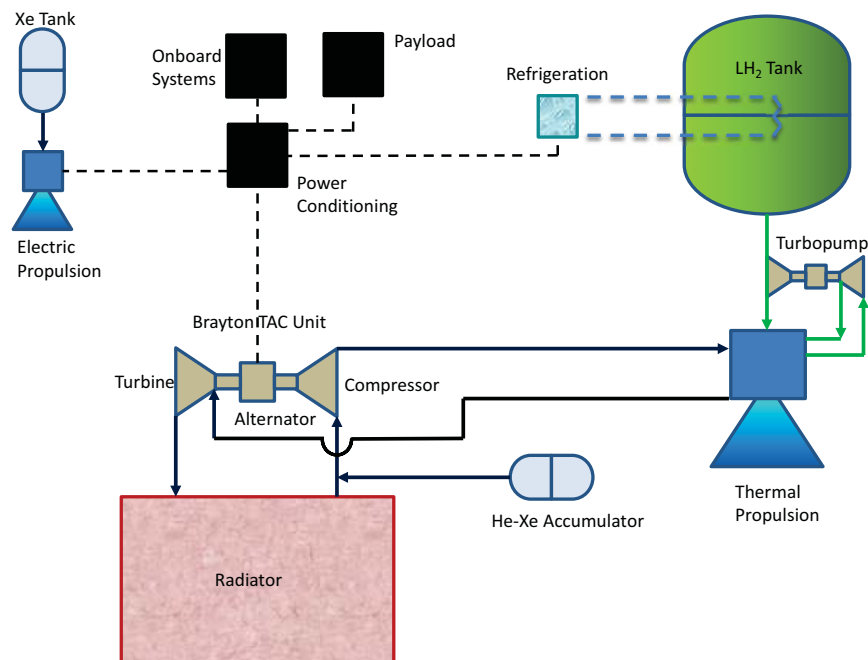 Xe Tank
Onboard
Systems
Payload
Refrigeration
LH₂ Tank
Power
Conditioning
Electric
Propulsion
Turbopump
Brayton TAC Unit
Turbine
Compressor
Alternator
He-Xe Accumulator
Thermal
Propulsion
Radiator